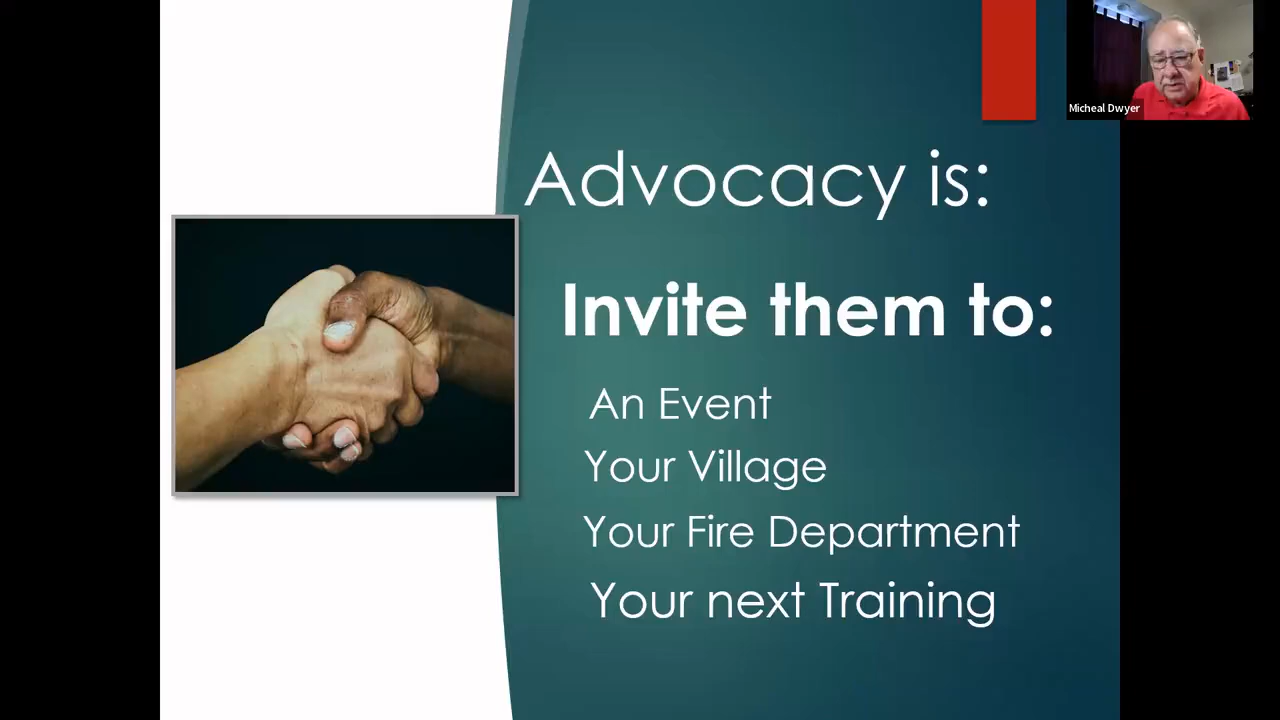 Micheal Dwyer
Advocacy is:
Invite them to:
An Event
Your Village
Your Fire Department
Your next Training